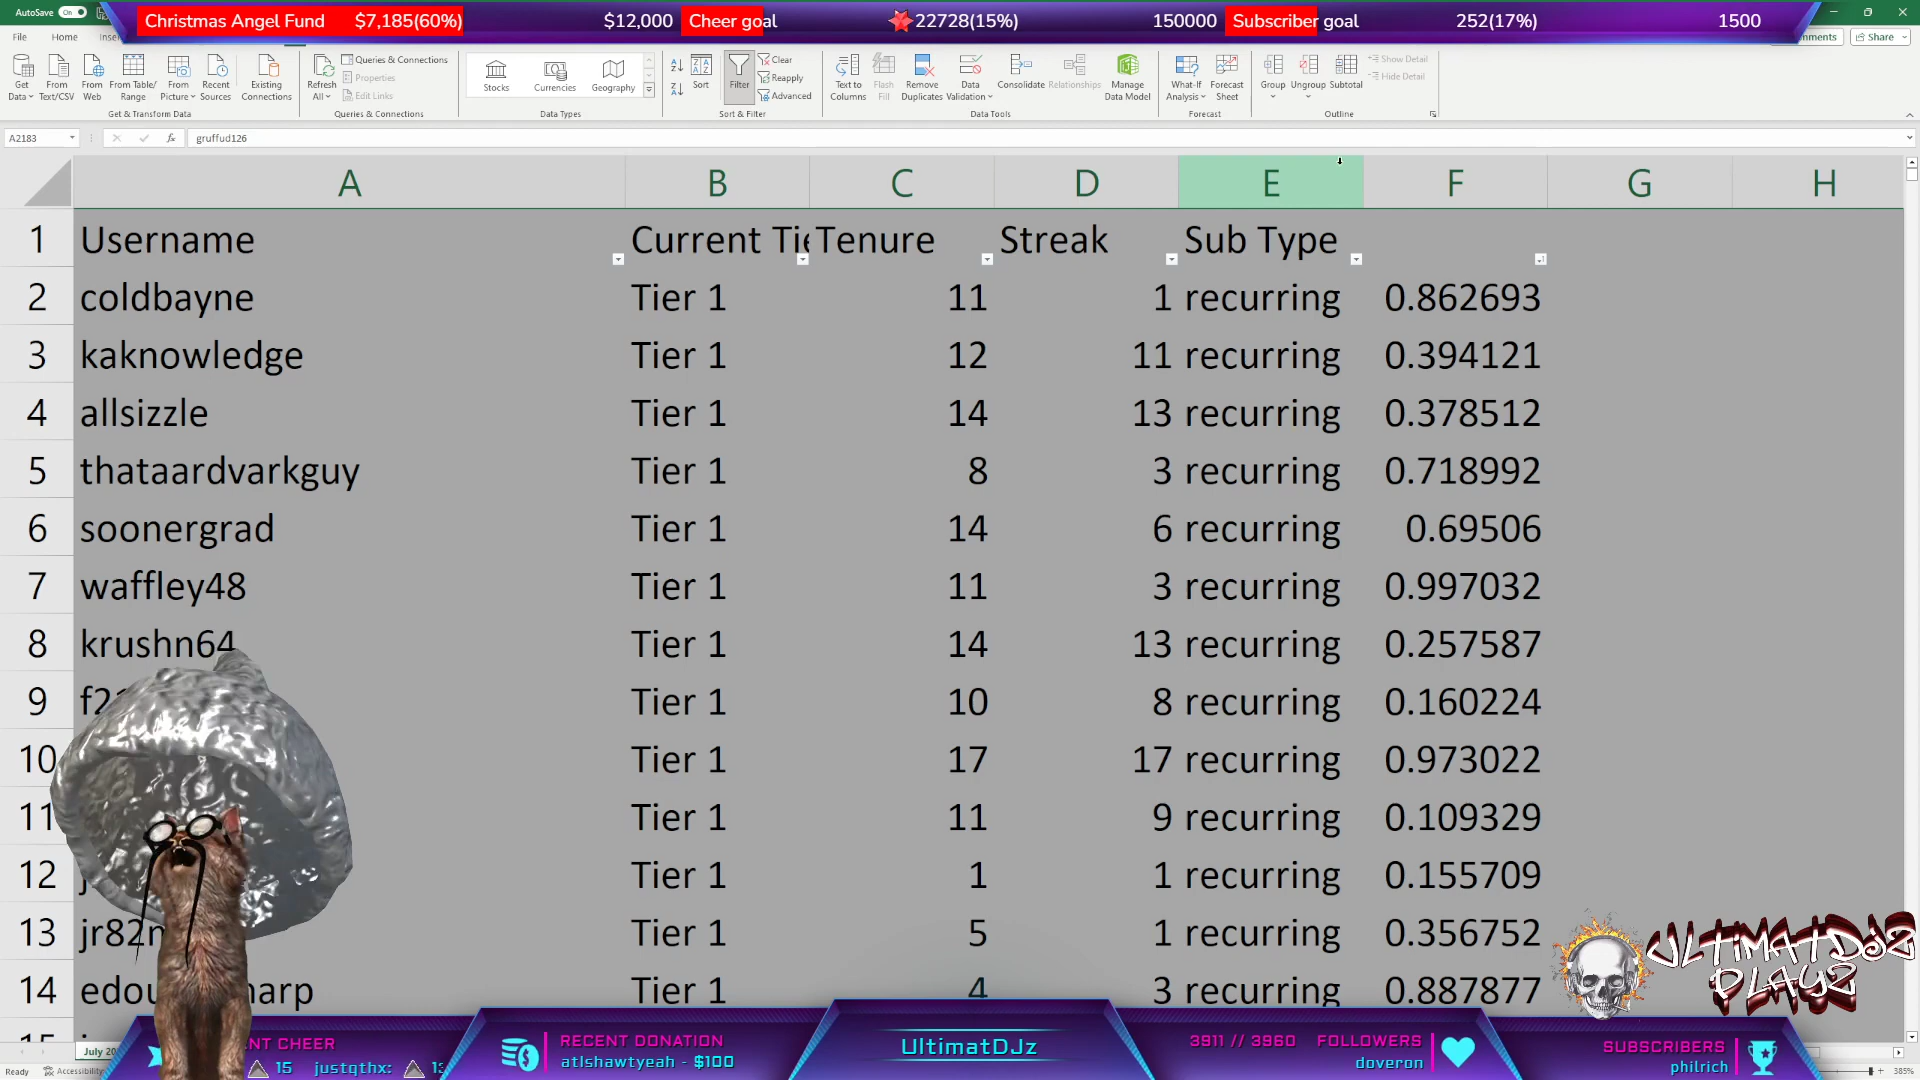 AutoSave On
Christmas Angel Fund $7,185(60%) $12,000 Cheer goal 22728(15%) 150000 Subscriber goal 252(17%) 1500
File Home Share
Get Data From Text/CSV From Web From Table/Range From Picture Recent Sources Existing Connections
Get & Transform Data
Refresh All Queries & Connections
Properties
Edit Links
Queries & Connections
Stocks Currencies Geography
Data Types
Sort Filter Clear
Reapply
Advanced
Sort & Filter
Text to Columns Flash Fill Remove Duplicates Data Validation Consolidate Relationships Manage Data Model
Data Tools
What-If Analysis Forecast Sheet
Forecast
Group Ungroup Subtotal Show Detail
Hide Detail
Outline
A2183 fx gruffud126
A B C D E F G H
1 Username Current Tie Tenure Streak Sub Type
2 coldbayne Tier 1 11 1 recurring 0.862693
3 kaknowledge Tier 1 12 11 recurring 0.394121
4 allsizzle Tier 1 14 13 recurring 0.378512
5 thataardvarkguy Tier 1 8 3 recurring 0.718992
6 soonergrad Tier 1 14 6 recurring 0.69506
7 waffley48 Tier 1 11 3 recurring 0.997032
8 krushn64 Tier 1 14 13 recurring 0.257587
9 Tier 1 10 8 recurring 0.160224
10 Tier 1 17 17 recurring 0.973022
11 Tier 1 11 9 recurring 0.109329
12 Tier 1 1 1 recurring 0.155709
13 Tier 1 5 1 recurring 0.356752
14 Tier 1 4 3 recurring 0.887877
ULTIMATDJZ
PLAYZ
July 20
CHEER
15 justqthx:
RECENT DONATION
atlshawtyeah - $100
UltimatDJz
3911 // 3960 FOLLOWERS
doveron
SUBSCRIBERS
philrich
Ready Accessibility 385%